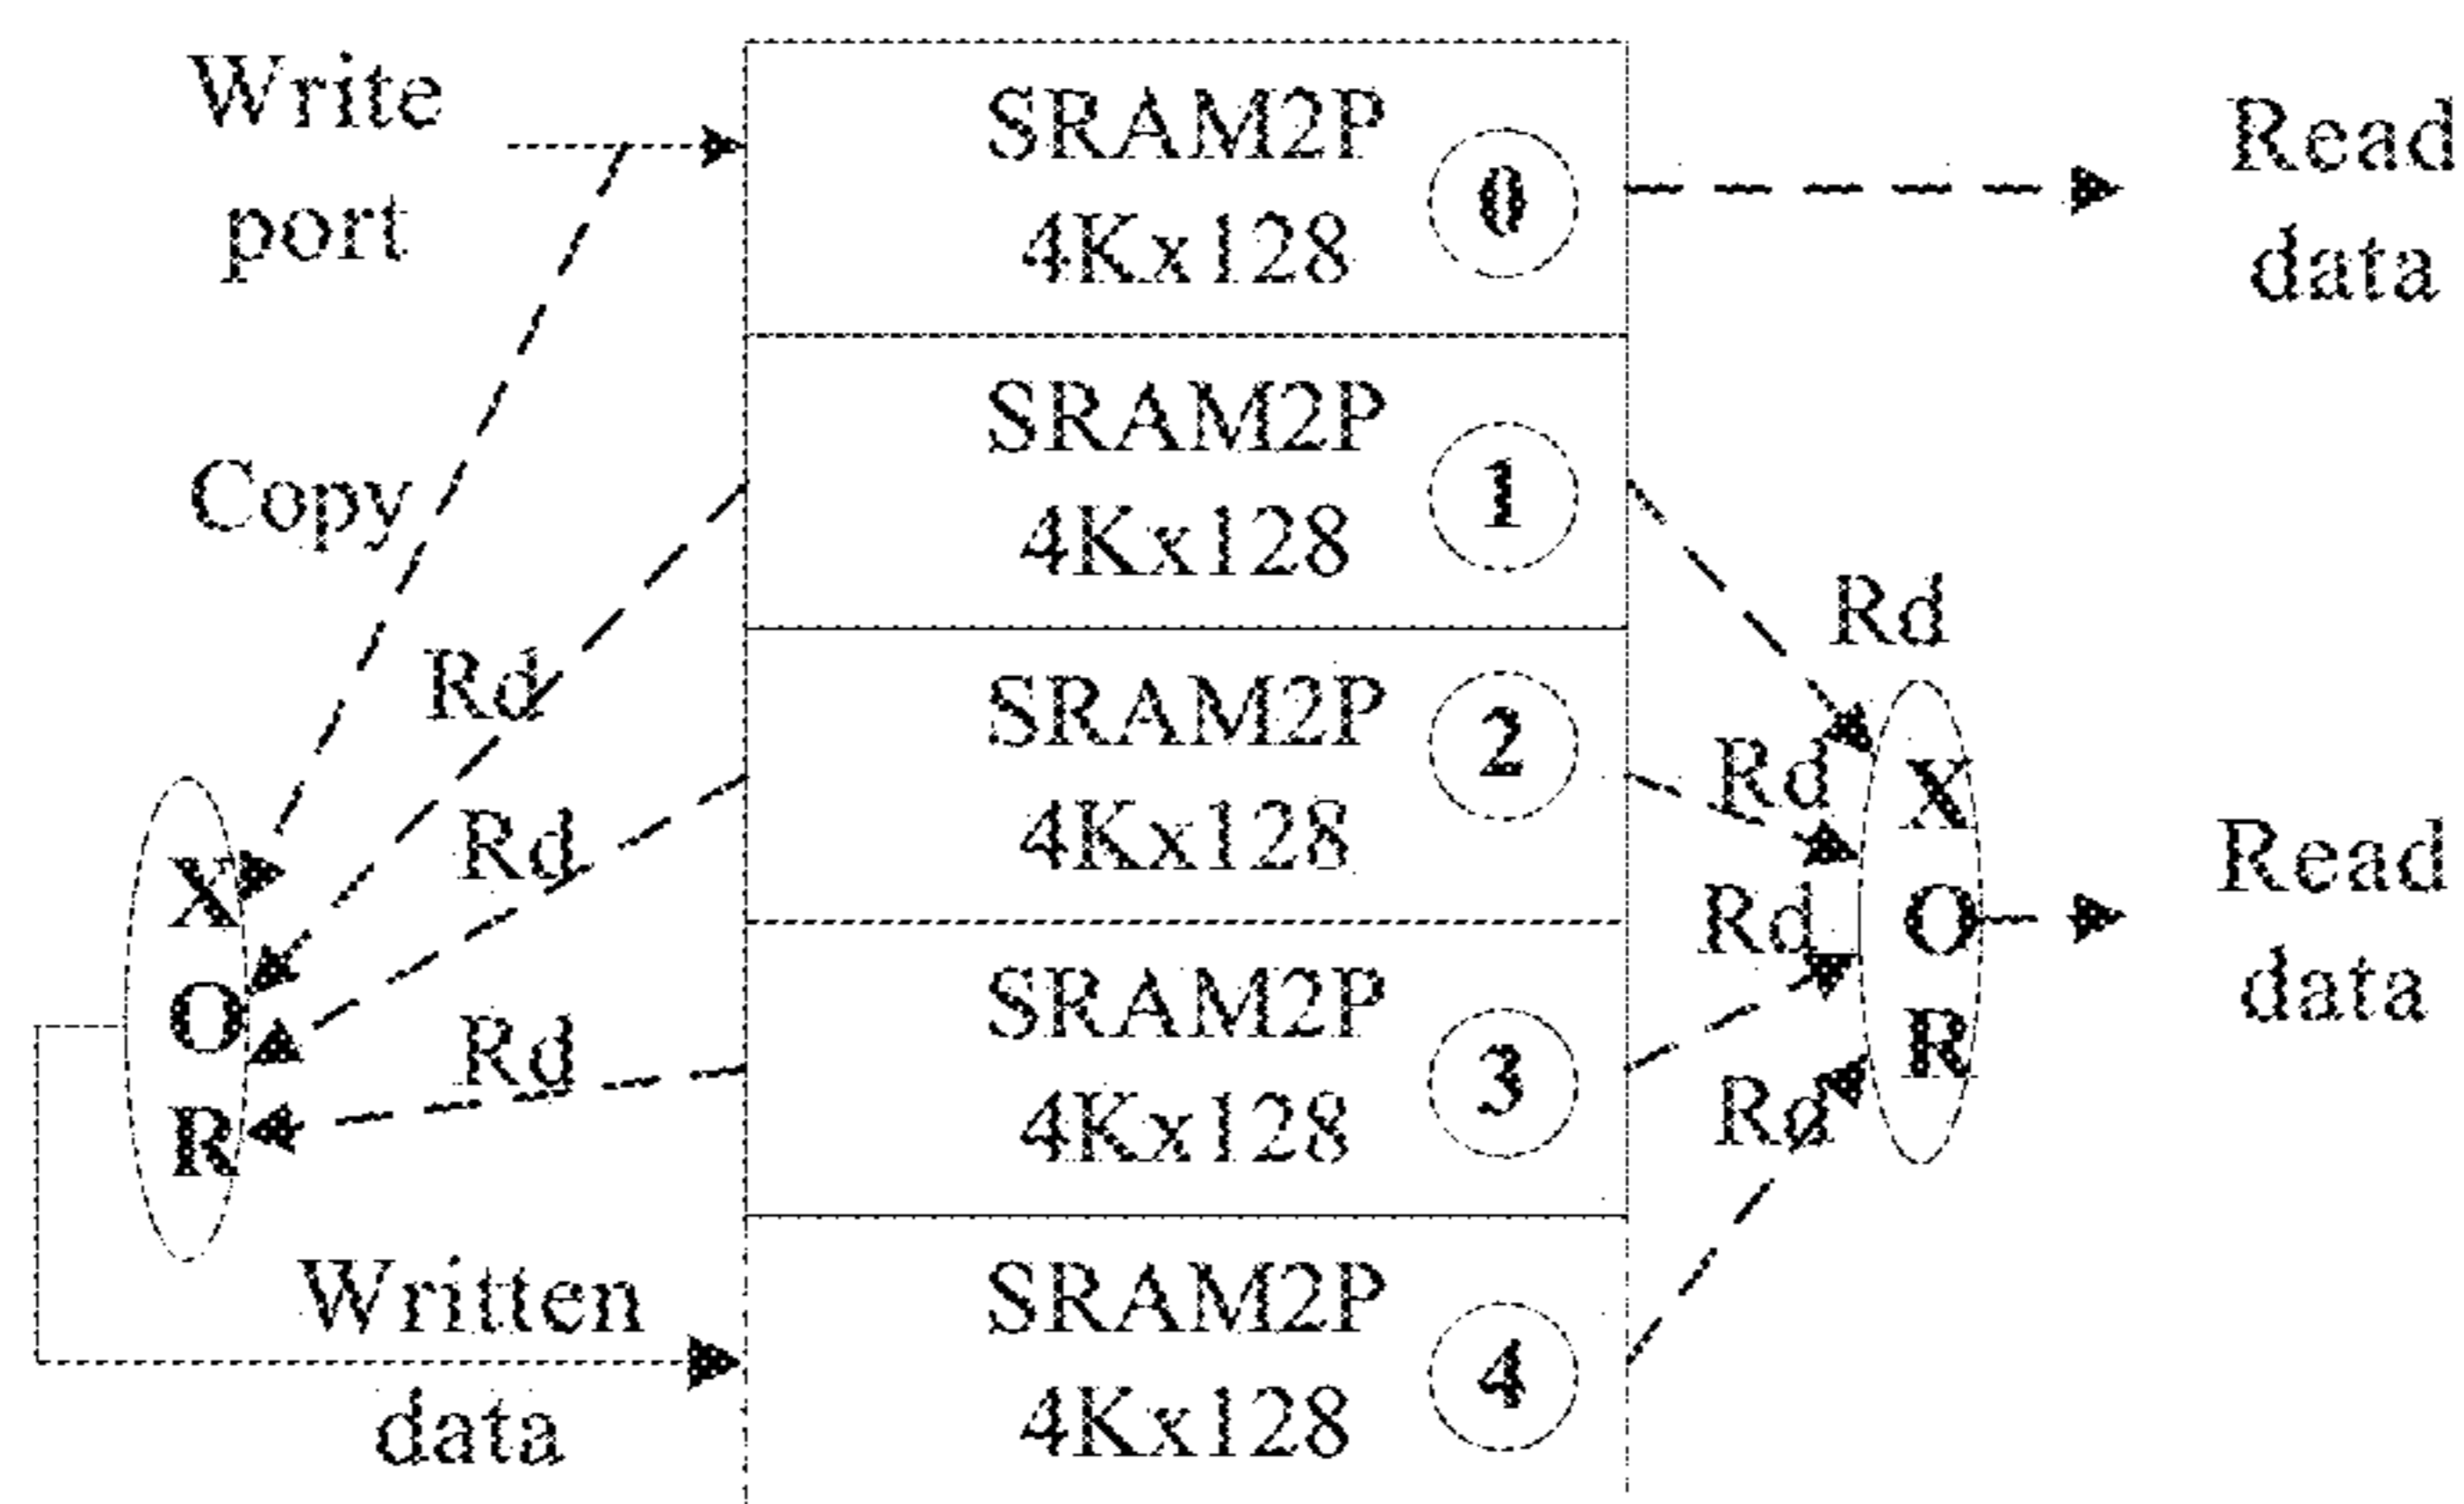 Write
port
SRAM2P
4Kx128
0
Read
data
Copy
SRAM2P
4Kx128
1
Rd
Rd
SRAM2P
4Kx128
2
Rd
Rd
X
O
R
Rd
Rd
SRAM2P
4Kx128
3
Rd
X
O
R
Read
data
Written
data
SRAM2P
4Kx128
4